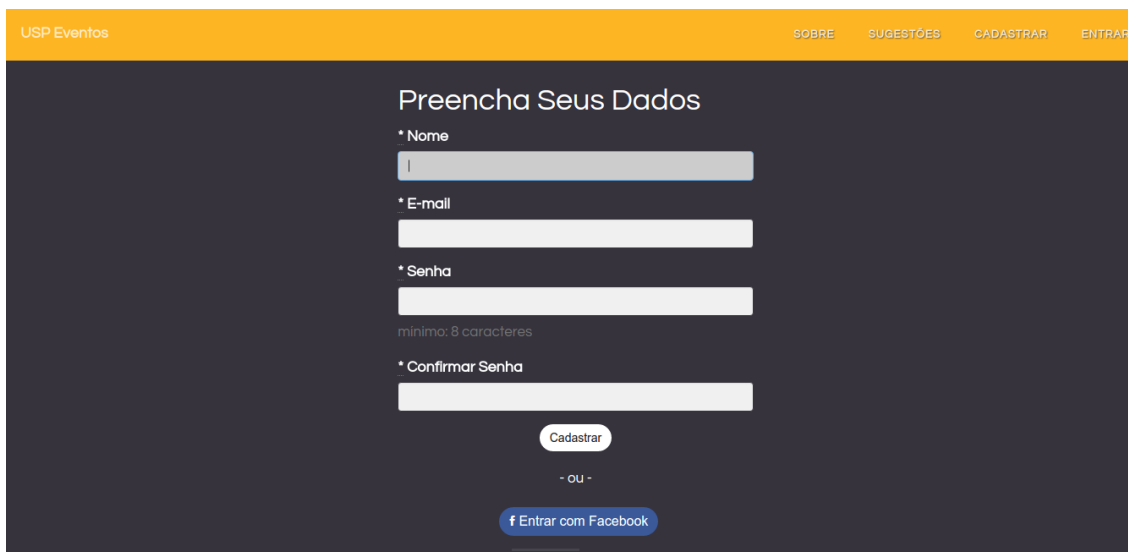 USP Eventos SOBRE SUGESTÕES CADASTRAR ENTRAR
Preencha Seus Dados
* Nome
* E-mail
* Senha
minimo: 8 caracteres
* Confirmar Senha
Cadastrar
- ou -
f Entrar com Facebook